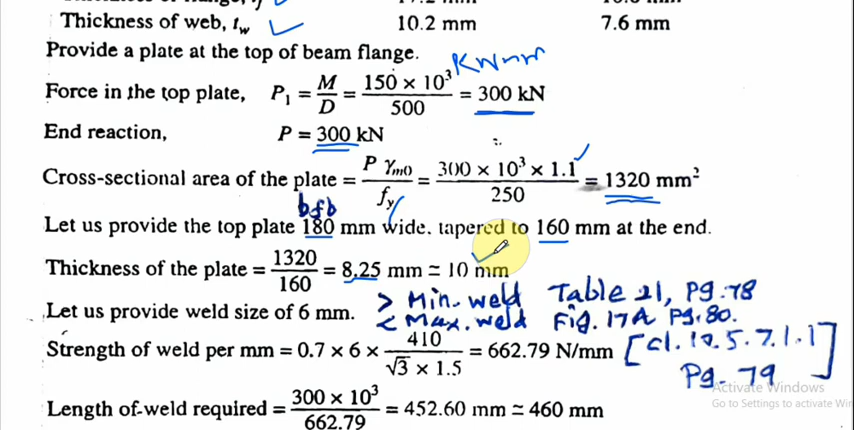 Thickness of web, tw 10.2 mm 7.6 mm
Provide a plate at the top of beam flange.
KN mm
Force in the top plate, P1 = M/D = 150 × 10³/500 = 300 kN
End reaction, P = 300 kN
Cross-sectional area of the plate = P γm0/fy = 300 × 10³ × 1.1/250 = 1320 mm²
bfb
Let us provide the top plate 180 mm wide, tapered to 160 mm at the end.
Thickness of the plate = 1320/160 = 8.25 mm ≃ 10 mm
> Min. weld Table 21, Pg. 78
Let us provide weld size of 6 mm. < Max. weld Fig. 17A Pg. 80.
Strength of weld per mm = 0.7 × 6 × 410/√3 × 1.5 = 662.79 N/mm [cl. 10.5.7.1.1]
Pg. 79
Activate Windows
Go to Settings to activate Wi
Length of weld required = 300 × 10³/662.79 = 452.60 mm ≃ 460 mm